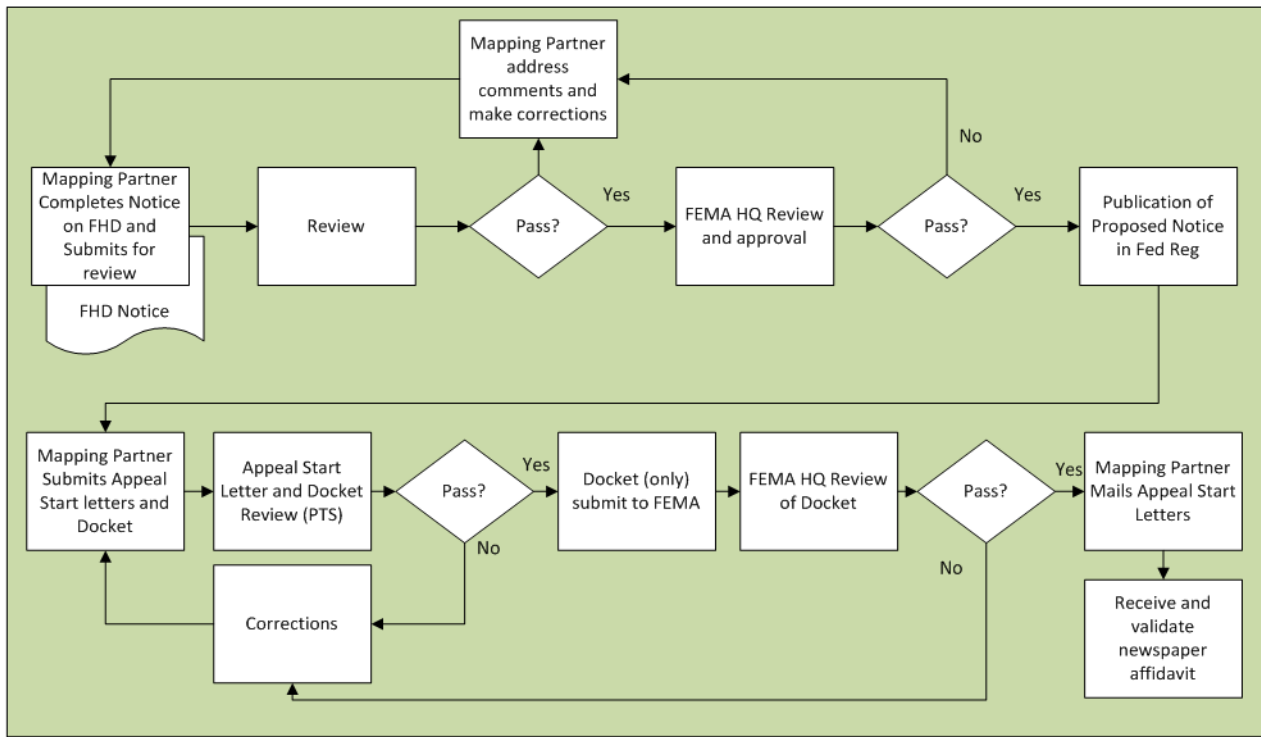 Mapping Partner
address
comments and
make corrections
No
Mapping Partner
Completes Notice
on FHD and
Submits for
review
FHD Notice
Review
Pass?
Yes
FEMA HQ Review
and approval
Pass?
Yes
Publication of
Proposed Notice
in Fed Reg
Mapping Partner
Submits Appeal
Start letters and
Docket
Appeal Start
Letter and Docket
Review (PTS)
Pass?
Yes
No
Docket (only)
submit to FEMA
FEMA HQ Review
of Docket
Pass?
Yes
No
Mapping Partner
Mails Appeal Start
Letters
Corrections
Receive and
validate
newspaper
affidavit